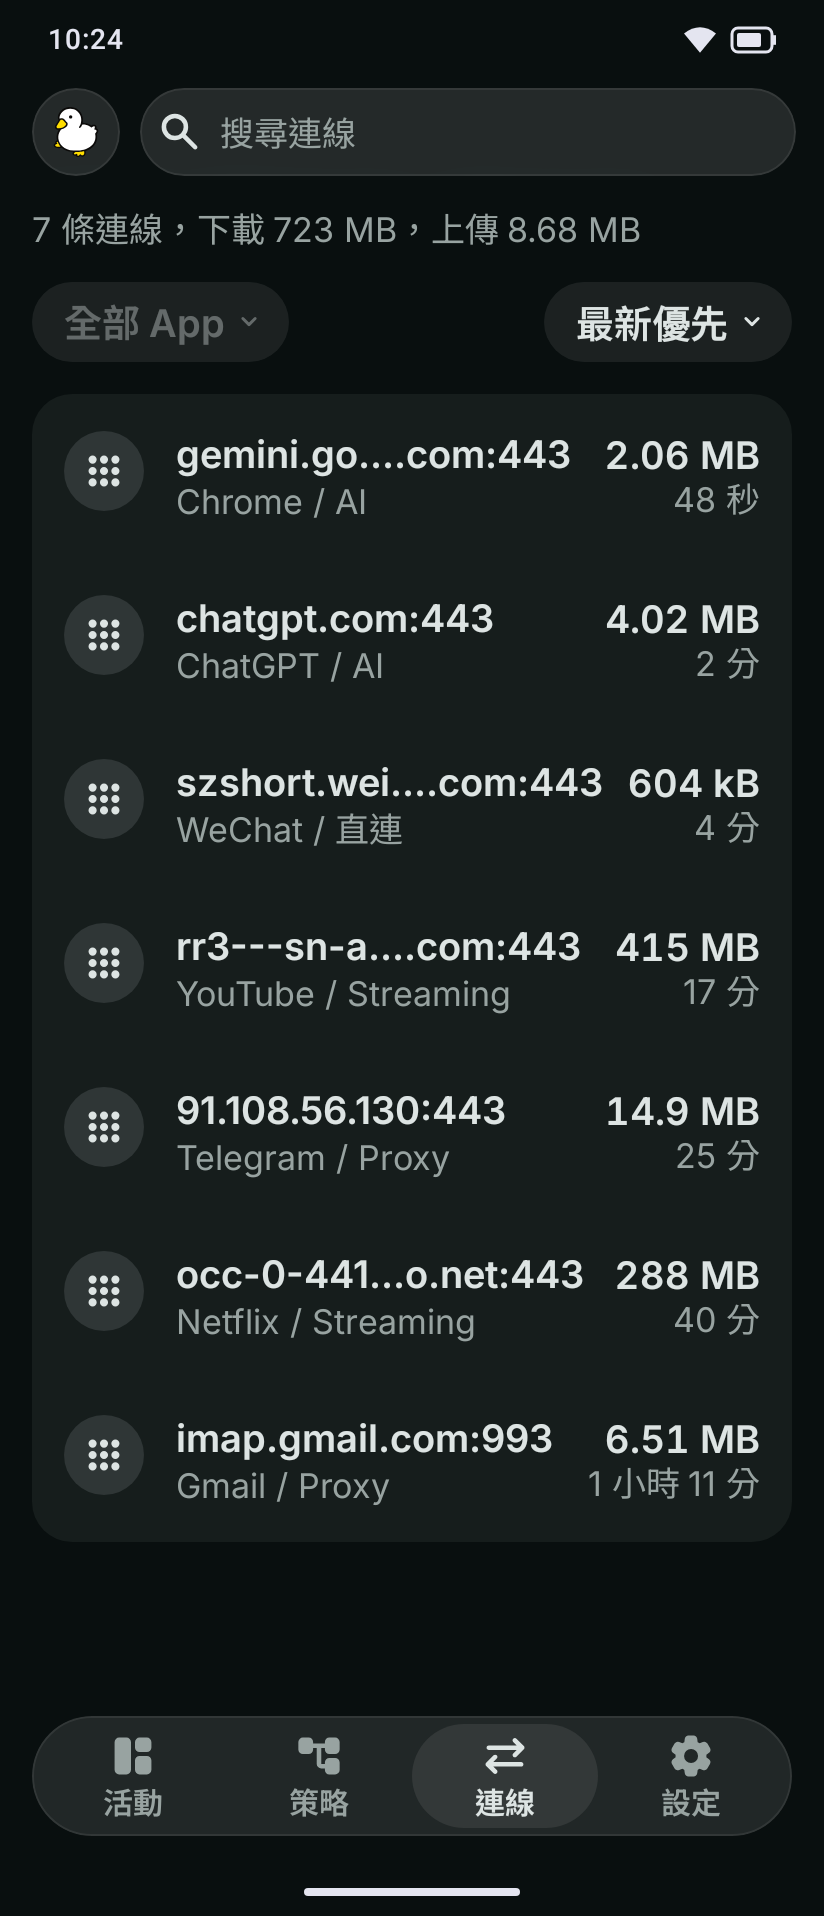 10:24
搜尋連線
7 條連線，下載 723 MB，上傳 8.68 MB
全部 App
最新優先
gemini.go....com:443 2.06 MB
Chrome / AI 48 秒
chatgpt.com:443 4.02 MB
ChatGPT / AI 2 分
szshort.wei....com:443 604 kB
WeChat / 直連 4 分
rr3---sn-a....com:443 415 MB
YouTube / Streaming 17 分
91.108.56.130:443 14.9 MB
Telegram / Proxy 25 分
occ-0-441...o.net:443 288 MB
Netflix / Streaming 40 分
imap.gmail.com:993 6.51 MB
Gmail / Proxy 1 小時 11 分
活動 策略 連線 設定